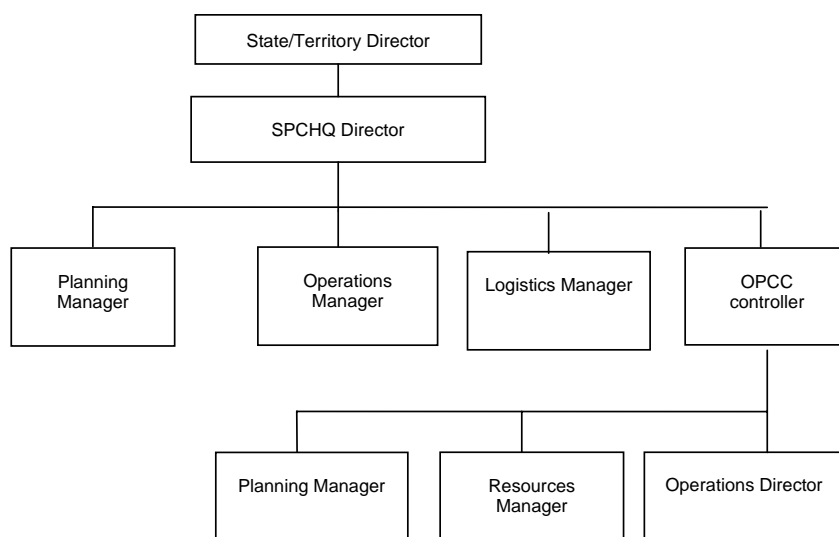 State/Territory Director
SPCHQ Director
Planning
Manager
Operations
Manager
Logistics Manager
OPCC
controller
Planning Manager
Resources
Manager
Operations Director